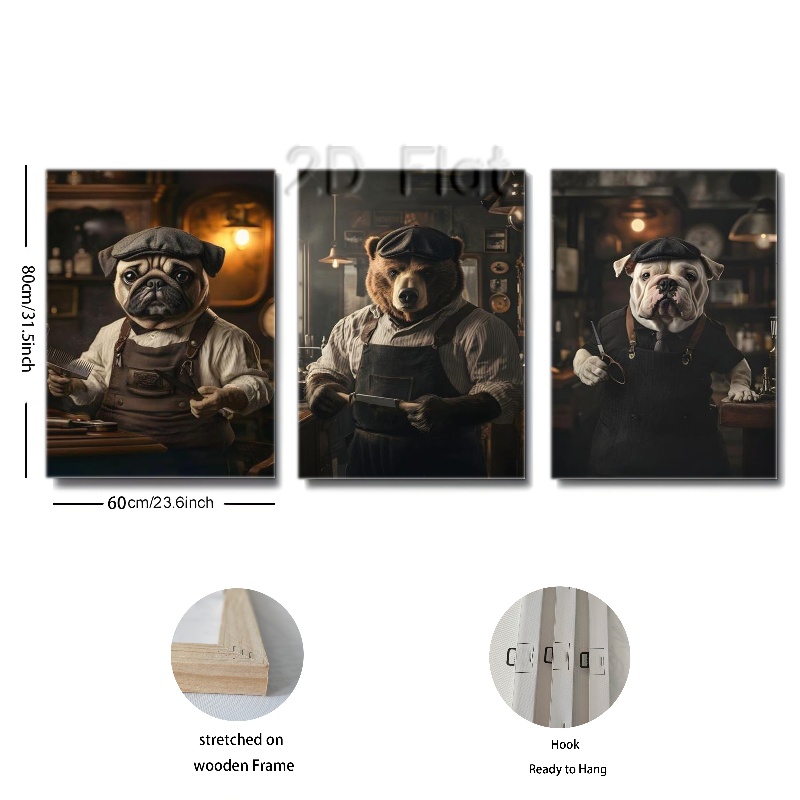 2D Flat
80cm/31.5inch
60cm/23.6inch
stretched on
wooden Frame
Hook
Ready to Hang